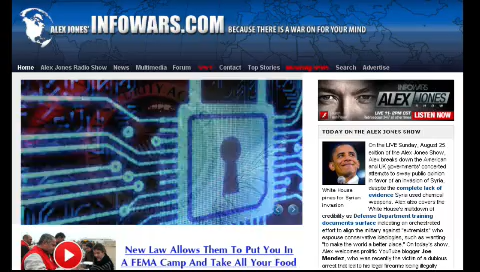 ALEX JONES' INFOWARS.COM BECAUSE THERE IS A WAR ON FOR YOUR MIND
Home Alex Jones Radio Show News Multimedia Forum Store Contact Top Stories Breaking News Search Advertise
INFOWARS
ALEX JONES
SHOW
LIVE 11-3PM CST
LISTEN NOW
TODAY ON THE ALEX JONES SHOW
On the LIVE Sunday, August 25
edition of the Alex Jones Show,
Alex breaks down the American
and UK governments' concerted
attempts to sway public opinion
in favor of an invasion of Syria,
despite the complete lack of
evidence Syria used chemical
weapons. Alex also covers the
White House's meltdown of
credibility as Defense Department training
documents surface indicating an orchestrated
effort to align the military against "extremists" who
espouse conservative ideologies, such as wanting
"to make the world a better place." On today's show,
Alex welcomes prolific YouTube blogger Joe
Mendez, who was recently the victim of a dubious
arrest that led to his legal firearms being illegally
White House
pines for Syrian
invasion
New Law Allows Them To Put You In
A FEMA Camp And Take All Your Food